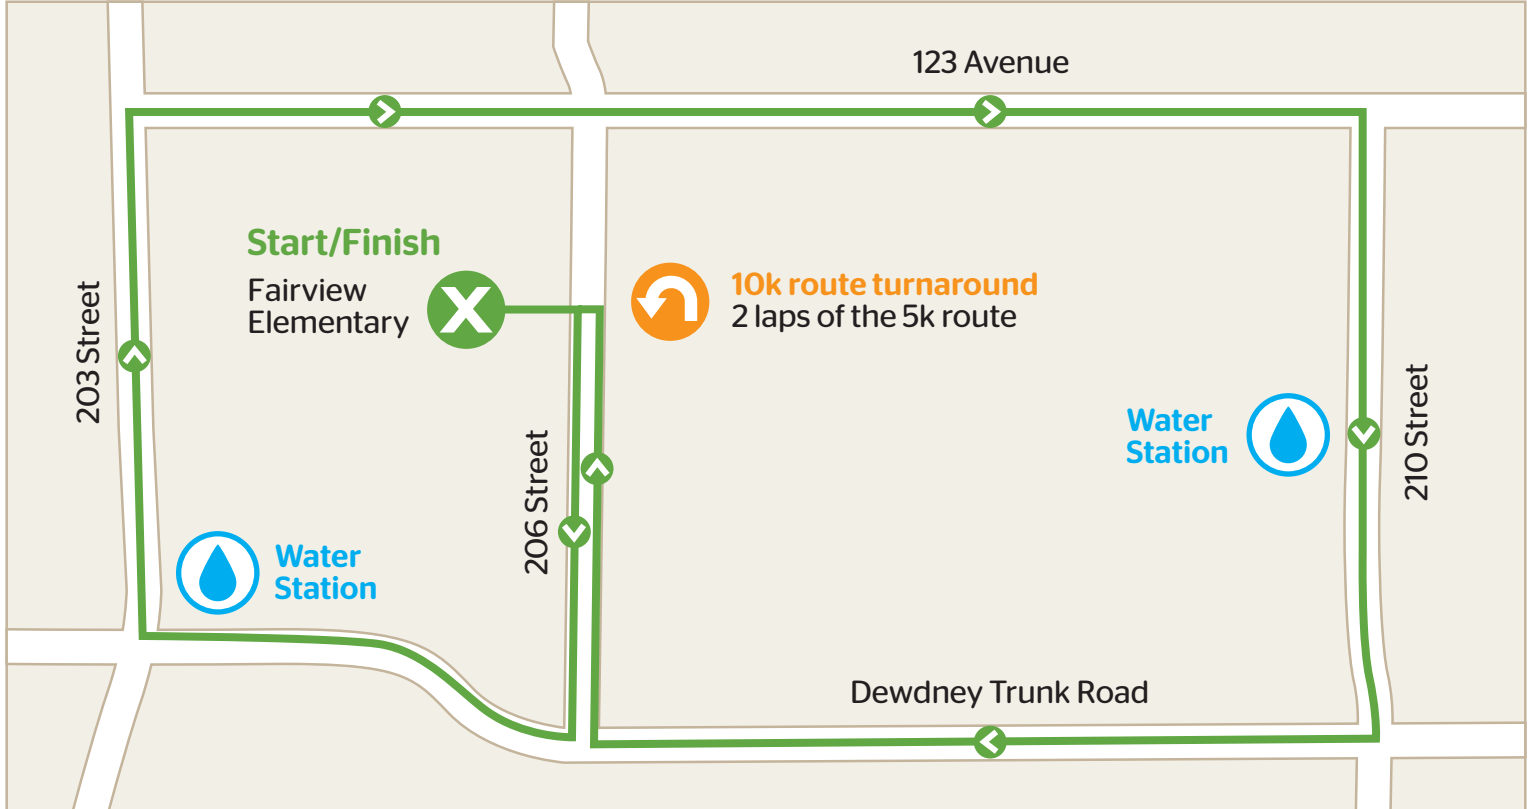 123 Avenue
Start/Finish
Fairview
Elementary
10k route turnaround
2 laps of the 5k route
203 Street
Water
Station
210 Street
206 Street
Water
Station
Dewdney Trunk Road